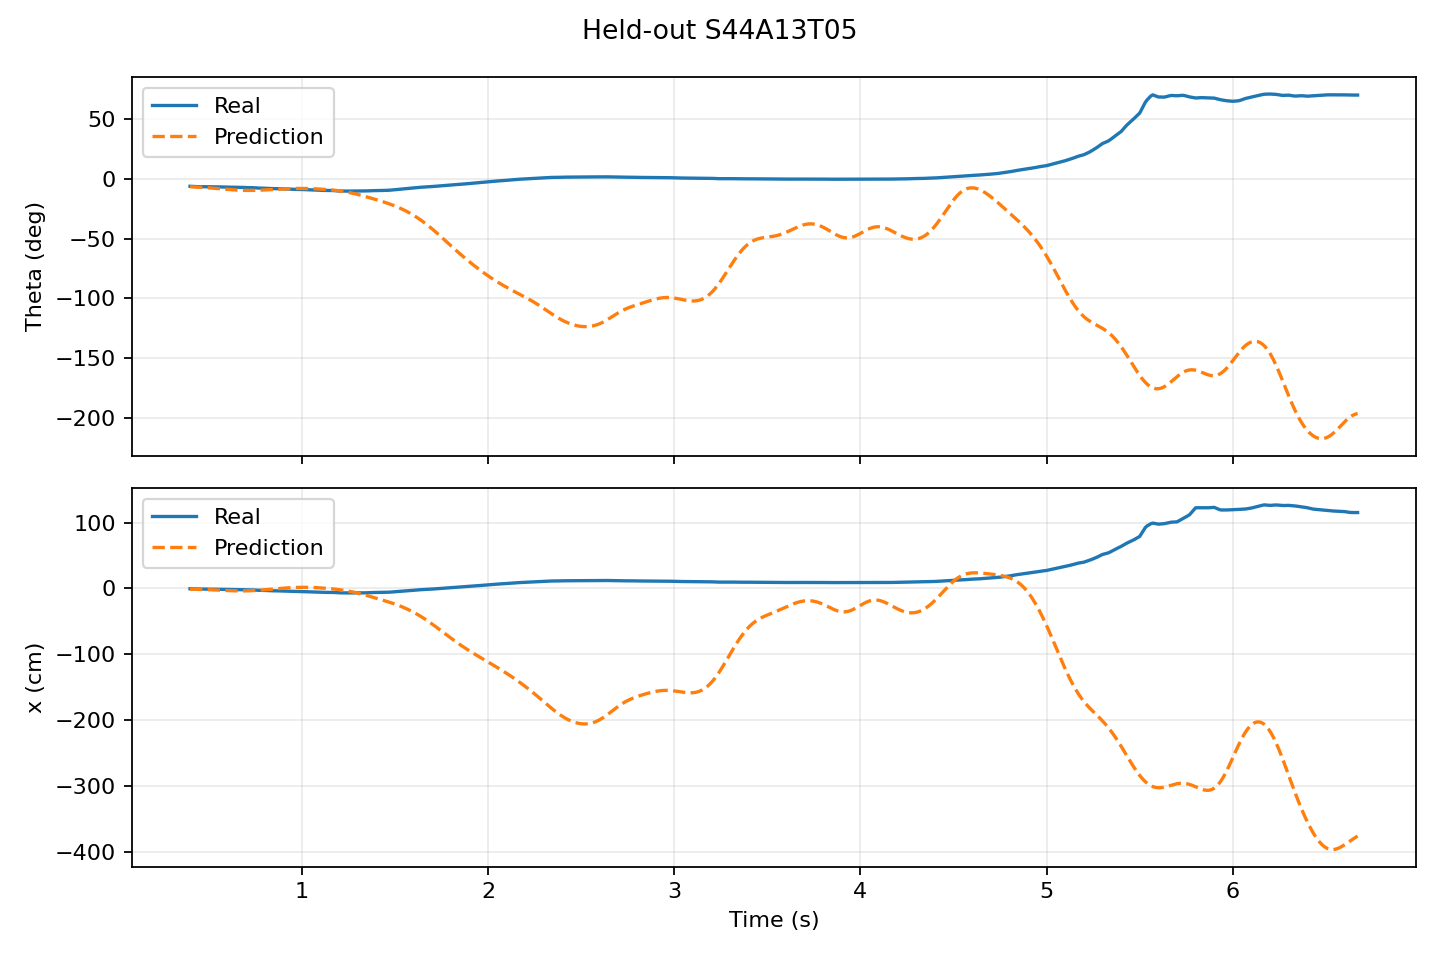 Held-out S44A13T05
Real
Prediction
50
0
−50
−100
−150
−200
Theta (deg)
Real
Prediction
100
0
−100
−200
−300
−400
x (cm)
1 2 3 4 5 6
Time (s)